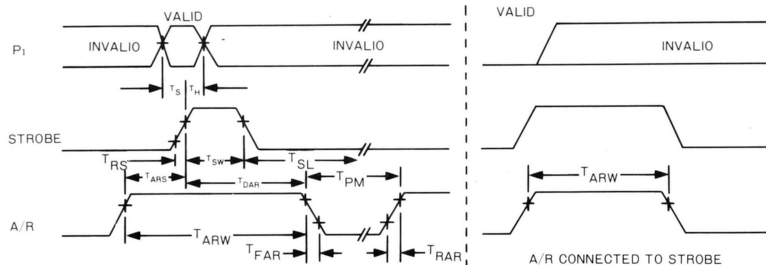 VALID
P1 INVALIO INVALIO
TS TH
STROBE
TRS TSW TSL
TARS TDAR TPM
A/R
TARW
TFAR TRAR
VALID
INVALIO
TARW
A/R CONNECTED TO STROBE